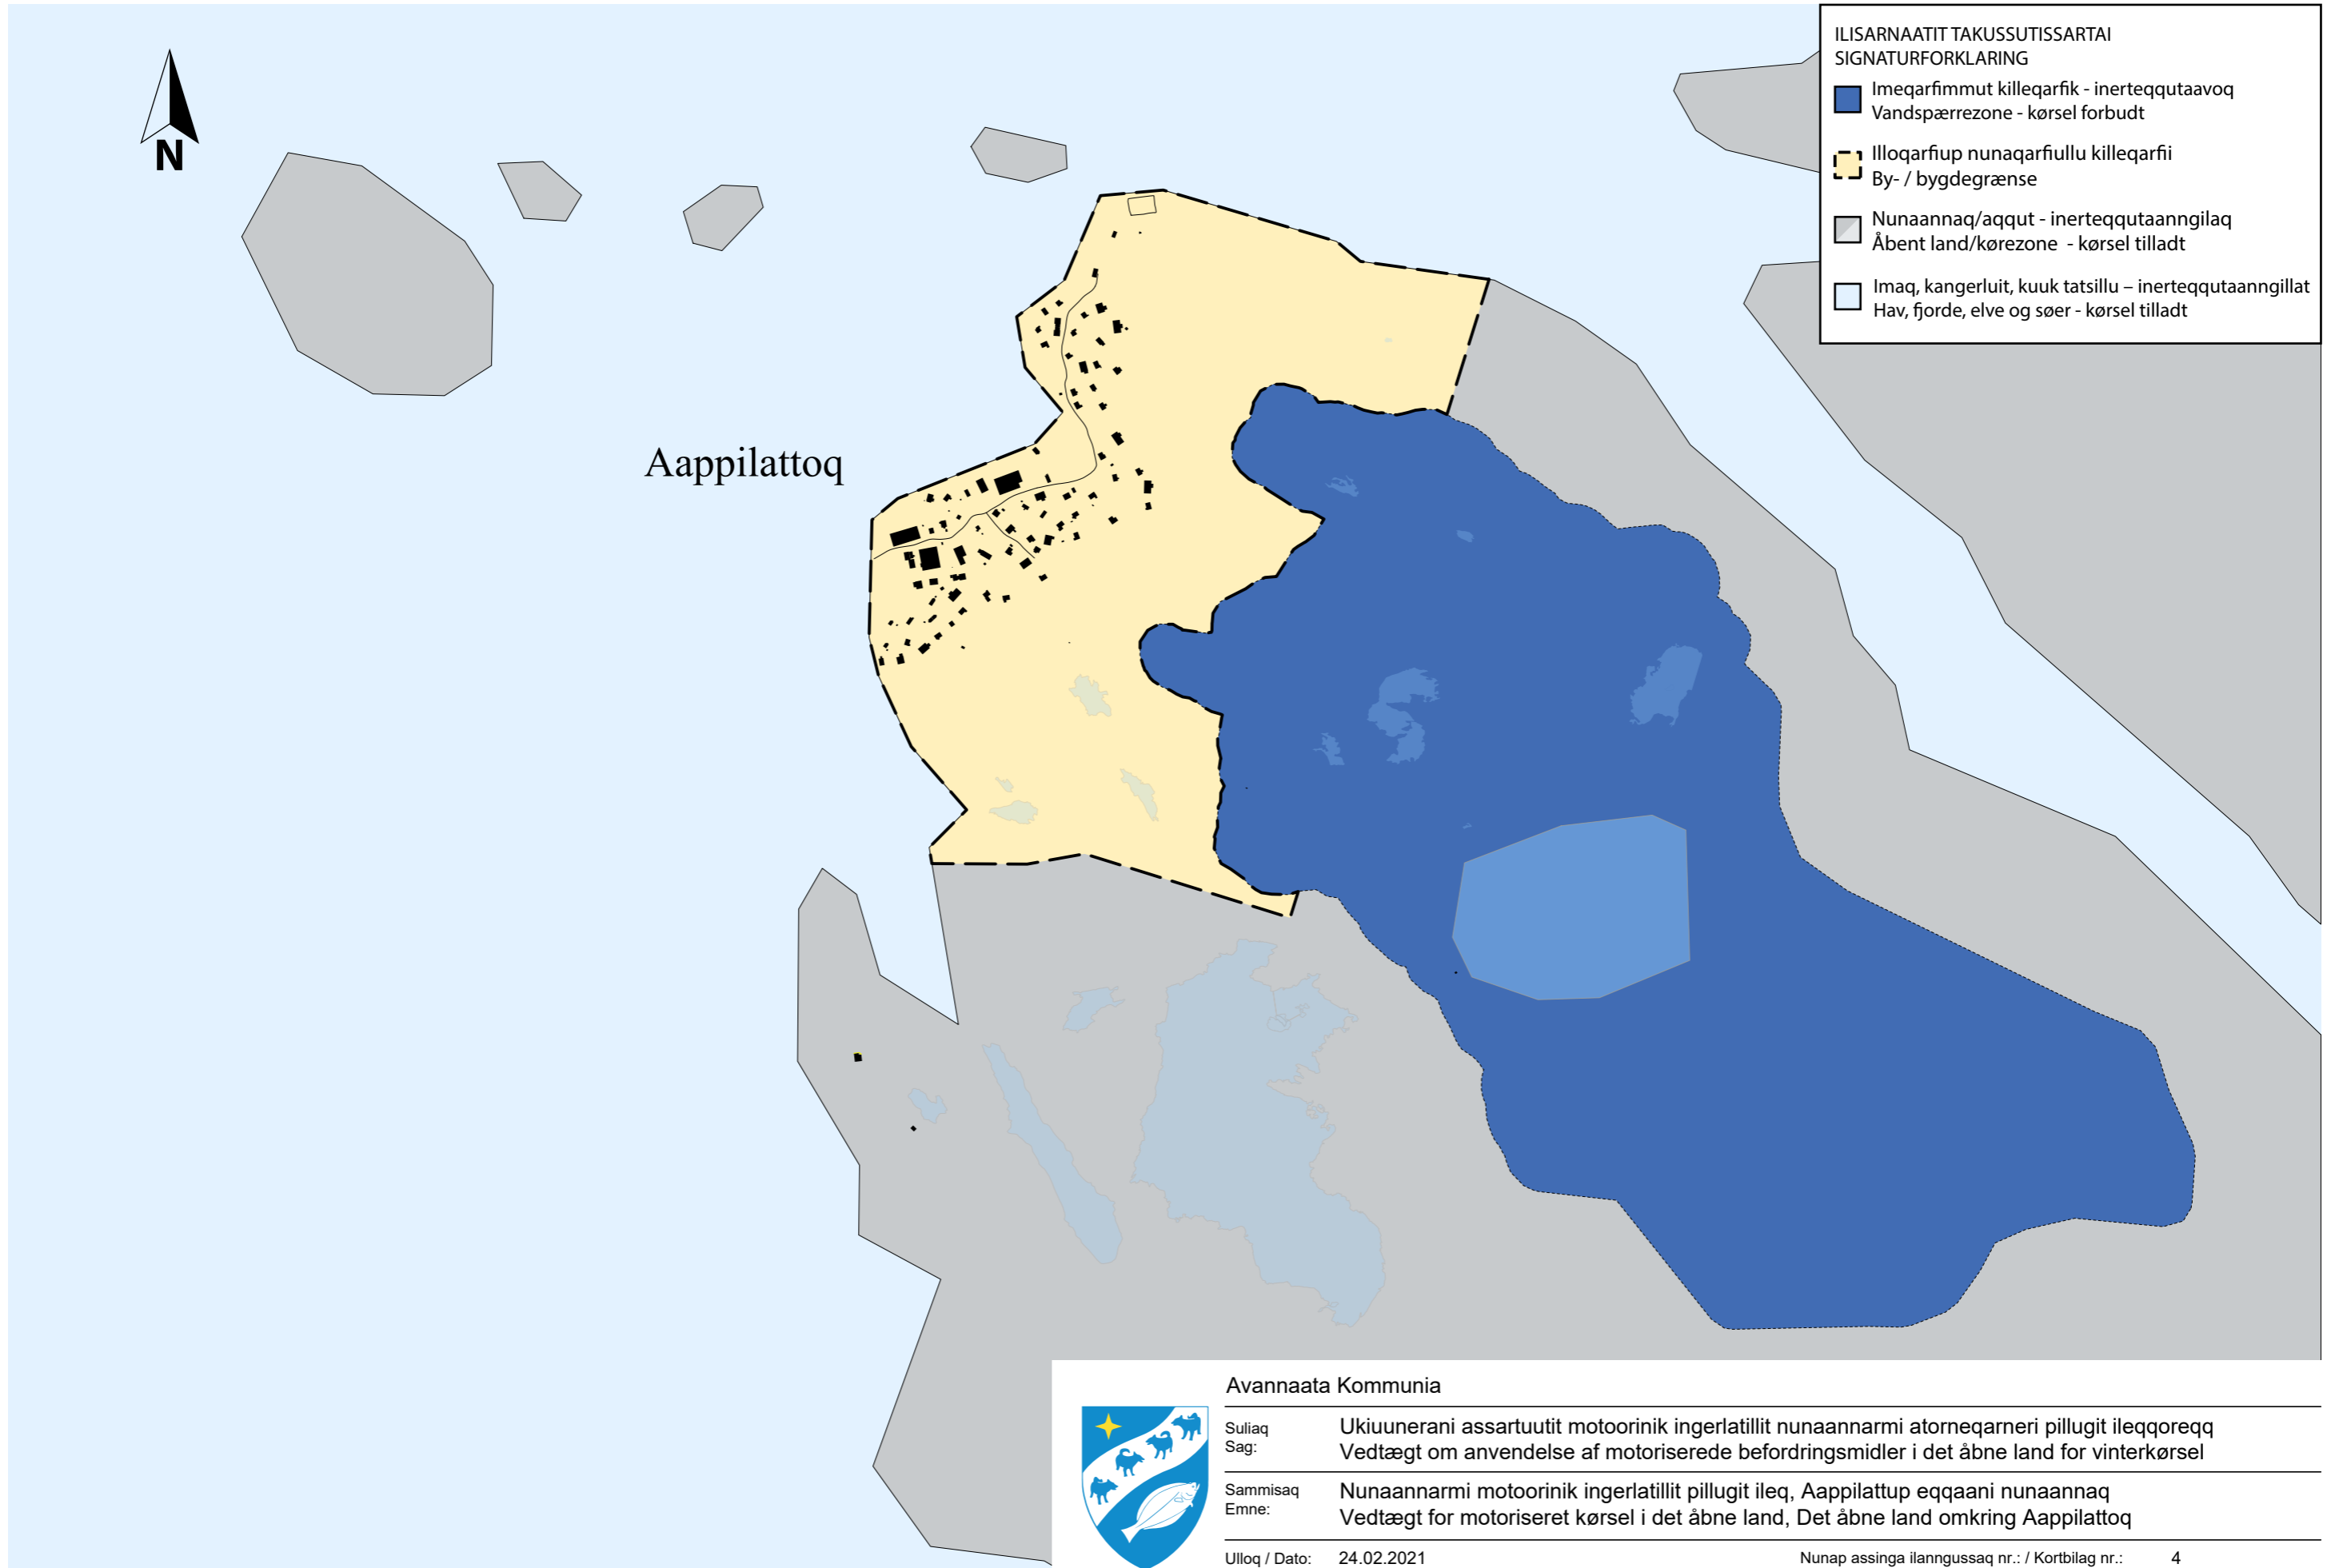 ILISARNAATIT TAKUSSUTISSARTAI
SIGNATURFORKLARING
Imeqarfimmut killeqarfik - inerteqqutaavoq
Vandspærrezone - kørsel forbudt
Illoqarfiup nunaqarfiullu killeqarfii
By- / bygdegrænse
Nunaannaq/aqqut - inerteqqutaanngilaq
Åbent land/kørezone - kørsel tilladt
Imaq, kangerluit, kuuk tatsillu – inerteqqutaanngillat
Hav, fjorde, elve og søer - kørsel tilladt
N
Aappilattoq
Avannaata Kommunia
Suliaq Ukiuunerani assartuutit motoorinik ingerlatillit nunaannarmi atorneqarneri pillugit ileqqoreqq
Sag: Vedtægt om anvendelse af motoriserede befordringsmidler i det åbne land for vinterkørsel
Sammisaq Nunaannarmi motoorinik ingerlatillit pillugit ileq, Aappilattup eqqaani nunaannaq
Emne: Vedtægt for motoriseret kørsel i det åbne land, Det åbne land omkring Aappilattoq
Ulloq / Dato: 24.02.2021 Nunap assinga ilanngussaq nr.: / Kortbilag nr.: 4